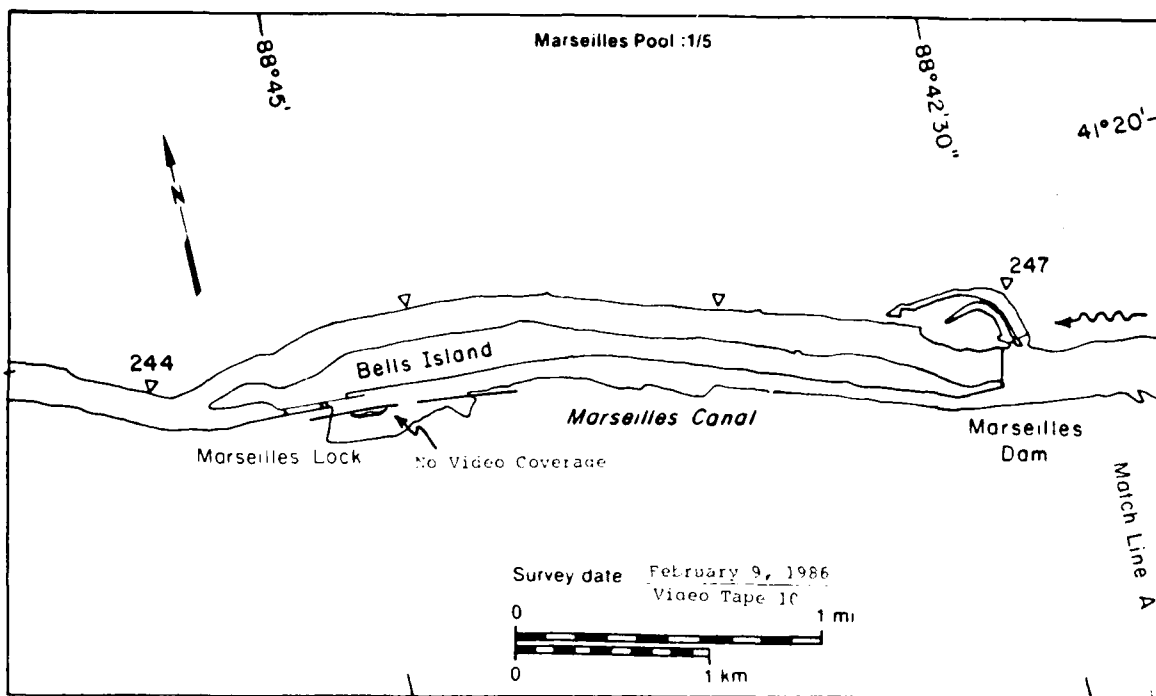 Marseilles Pool :1/5
88°45'
88°42'30"
41°20'
N
247
244
Bells Island
Marseilles Canal
Marseilles Lock
No Video Coverage
Marseilles
Dam
Match Line A
Survey date February 9, 1986
Video Tape 10
0 1 mi
0 1 km